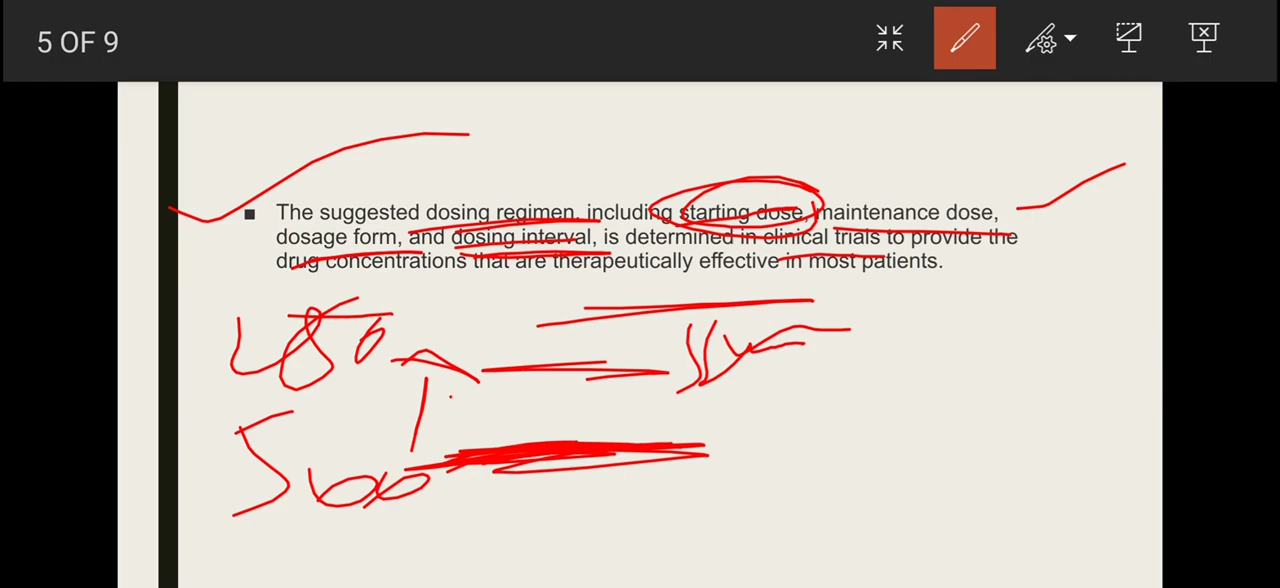 5 OF 9
■ The suggested dosing regimen, including starting dose, maintenance dose,
dosage form, and dosing interval, is determined in clinical trials to provide the
drug concentrations that are therapeutically effective in most patients.
500